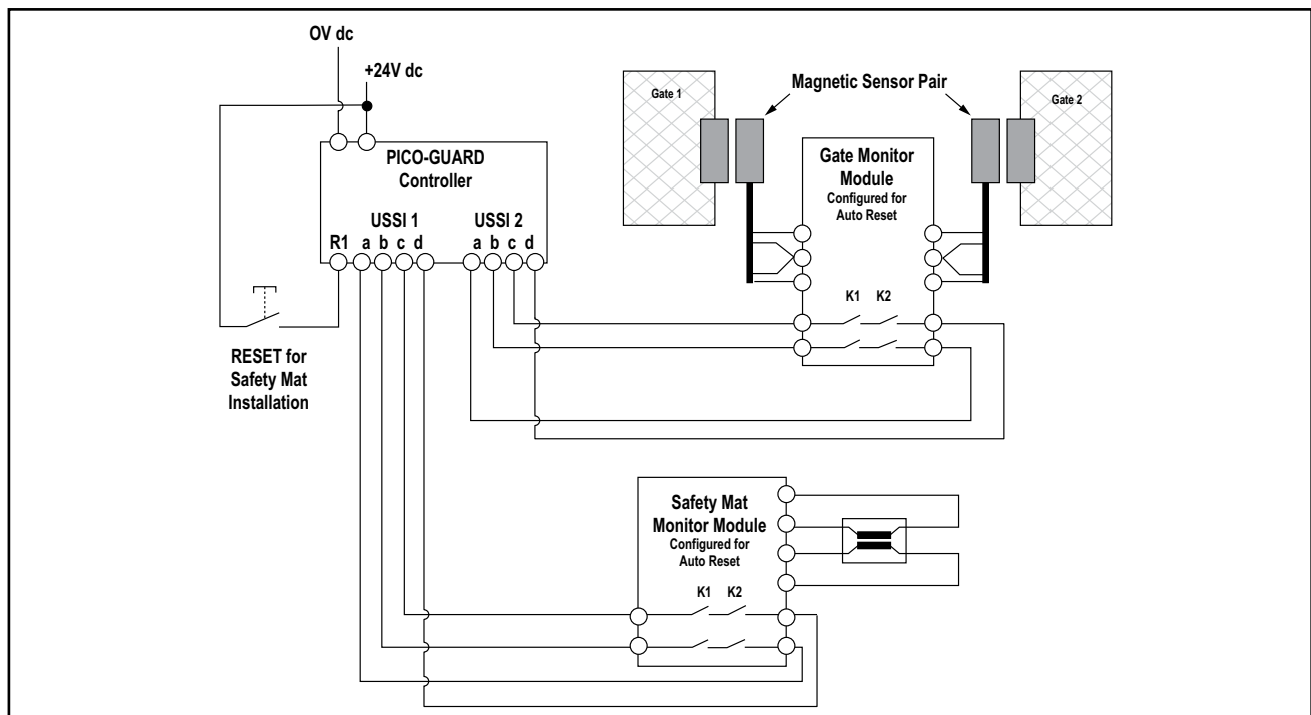 OV dc
+24V dc
PICO-GUARD
Controller
USSI 1
USSI 2
R1 a b c d
a b c d
RESET for
Safety Mat
Installation
Gate 1
Magnetic Sensor Pair
Gate 2
Gate Monitor
Module
Configured for
Auto Reset
K1 K2
Safety Mat
Monitor Module
Configured for
Auto Reset
K1 K2